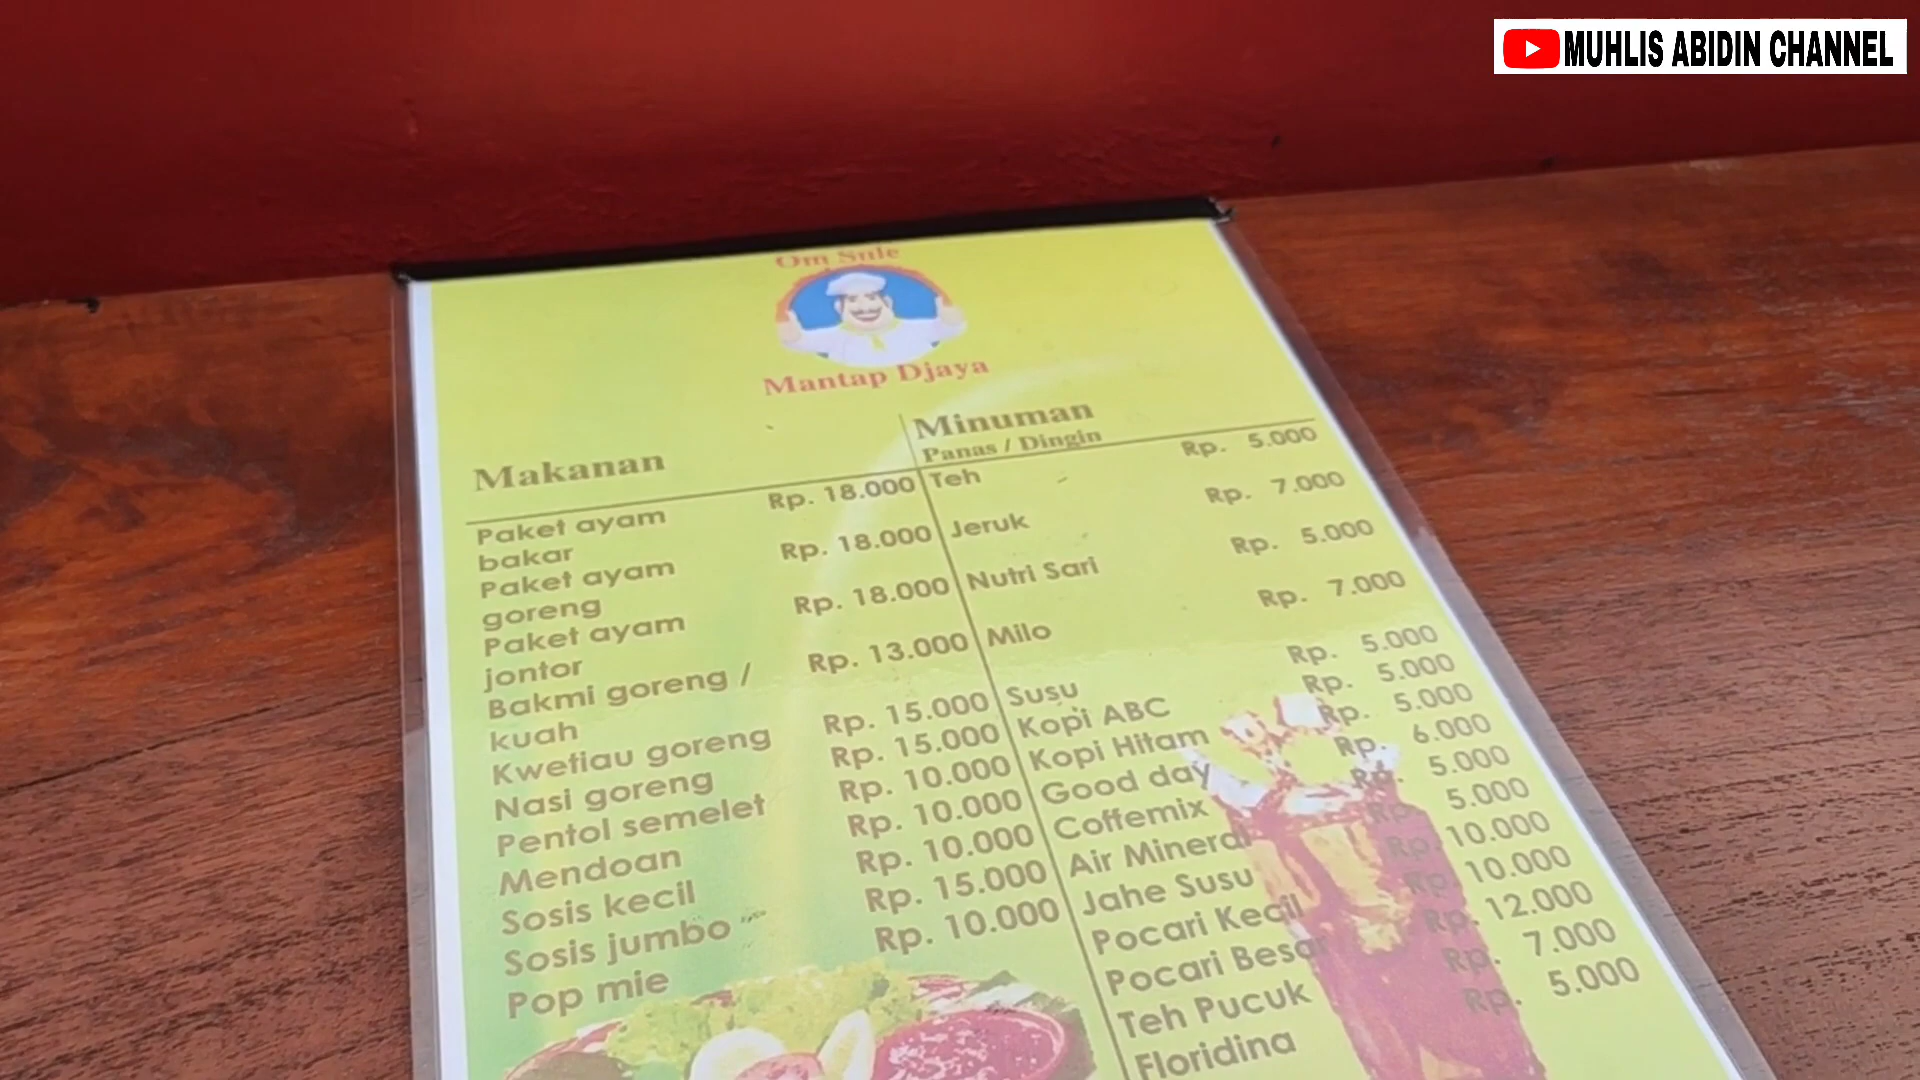 MUHLIS ABIDIN CHANNEL
Om Sule
Mantap Djaya
Makanan
Paket ayam bakar Rp. 18.000
Paket ayam goreng Rp. 18.000
Paket ayam jontor Rp. 18.000
Bakmi goreng / kuah Rp. 13.000
Kwetiau goreng Rp. 15.000
Nasi goreng Rp. 15.000
Pentol semelet Rp. 10.000
Mendoan Rp. 10.000
Sosis kecil Rp. 10.000
Sosis jumbo Rp. 15.000
Pop mie Rp. 10.000
Minuman
Panas / Dingin
Teh Rp. 5.000
Jeruk Rp. 7.000
Nutri Sari Rp. 5.000
Milo Rp. 7.000
Susu Rp. 5.000
Kopi ABC Rp. 5.000
Kopi Hitam Rp. 5.000
Good day Rp. 6.000
Coffemix Rp. 5.000
Air Mineral Rp. 5.000
Jahe Susu Rp. 10.000
Pocari Kecil Rp. 10.000
Pocari Besar Rp. 12.000
Teh Pucuk Rp. 7.000
Floridina Rp. 5.000